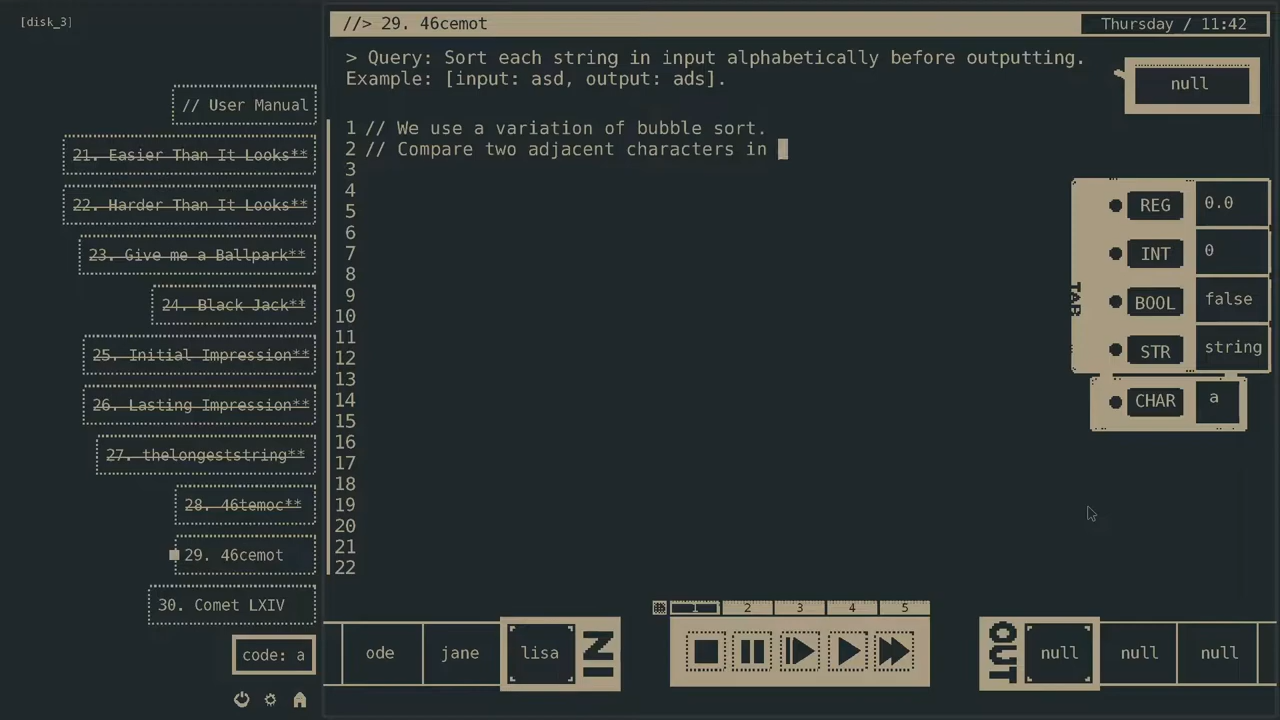 [disk_3]
//> 29. 46cemot
Thursday / 11:42
> Query: Sort each string in input alphabetically before outputting.
Example: [input: asd, output: ads].
null
// User Manual
21. Easier Than It Looks**
22. Harder Than It Looks**
23. Give me a Ballpark**
24. Black Jack**
25. Initial Impression**
26. Lasting Impression**
27. thelongeststring**
28. 46temoc**
29. 46cemot
30. Comet LXIV
code: a
1 // We use a variation of bubble sort.
2 // Compare two adjacent characters in
3
4
5
6
7
8
9
10
11
12
13
14
15
16
17
18
19
20
21
22
TAB
REG 0.0
INT 0
BOOL false
STR string
CHAR a
1 2 3 4 5
ode jane lisa IN
OUT null null null